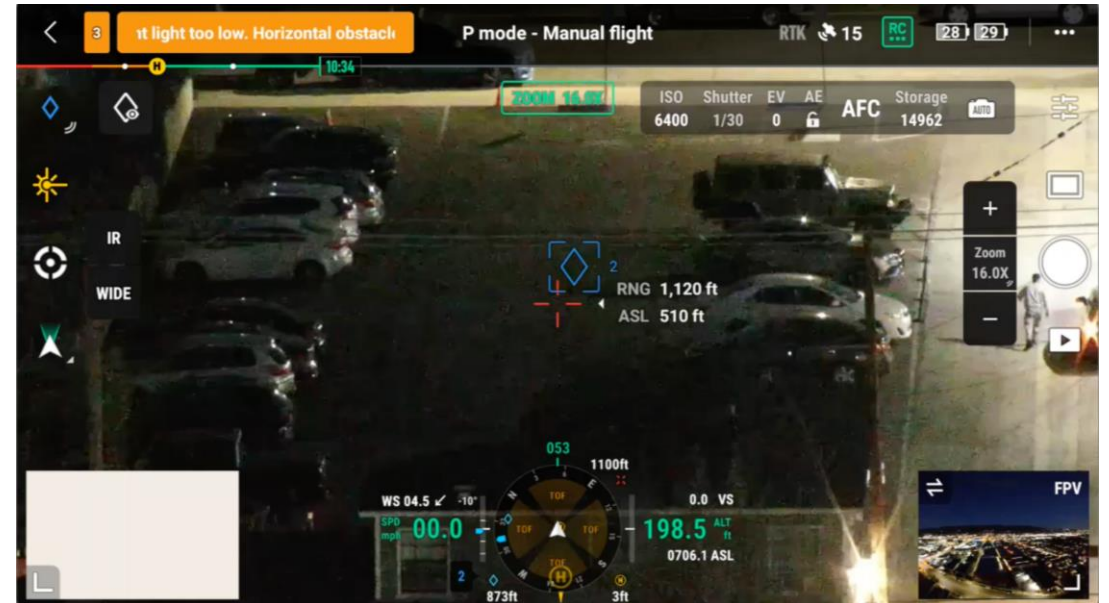 3
ht light too low. Horizontal obstacl
P mode - Manual flight
RTK
15
RC
28
29
H
10:34
ZOOM 16.0X
ISO
6400
Shutter
1/30
EV
0
AE
AFC
Storage
14962
AUTO
IR
WIDE
+
Zoom
16.0X
−
2
RNG 1,120 ft
ASL 510 ft
053
1100ft
WS 04.5
-10°
SPD
mph
00.0
N
E
S
W
TOF
TOF
TOF
TOF
H
0.0 VS
198.5
ALT
ft
0706.1 ASL
2
873ft
H
3ft
FPV